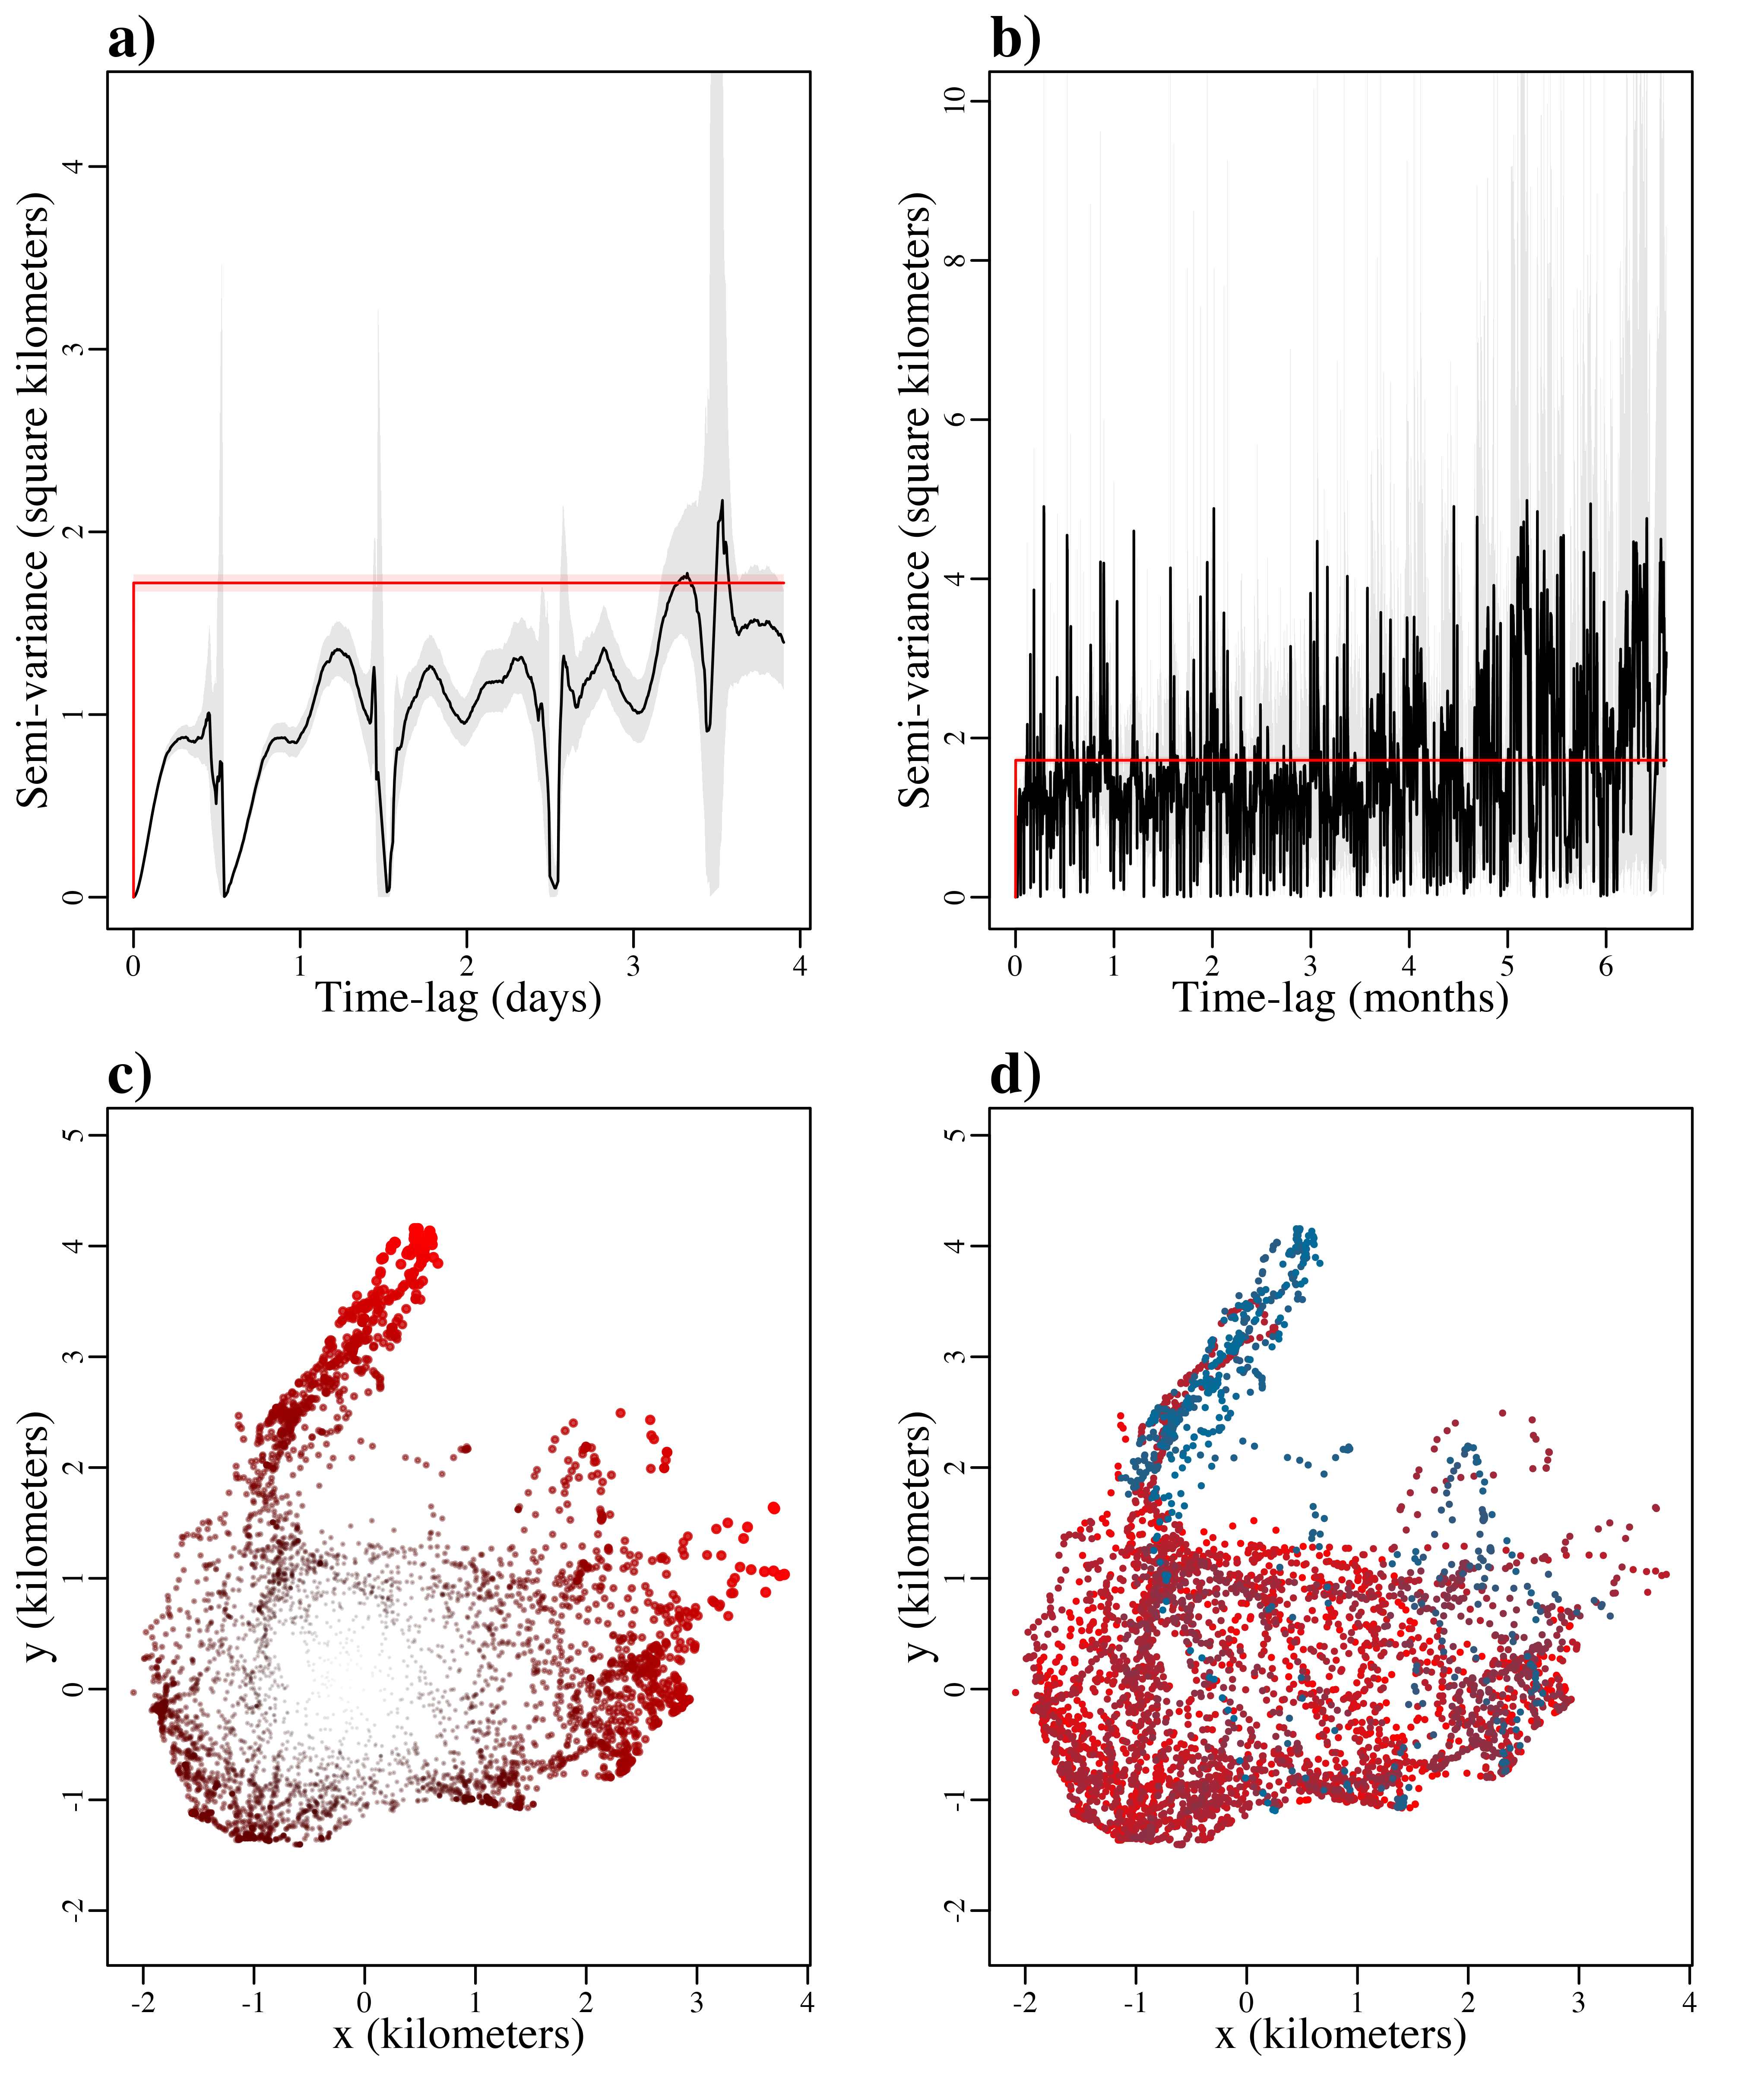 a)
Semi-variance (square kilometers)
4
3
2
1
0
0 1 2 3 4
Time-lag (days)
b)
Semi-variance (square kilometers)
10
8
6
4
2
0
0 1 2 3 4 5 6
Time-lag (months)
c)
y (kilometers)
5
4
3
2
1
0
-1
-2
-2 -1 0 1 2 3 4
x (kilometers)
d)
y (kilometers)
5
4
3
2
1
0
-1
-2
-2 -1 0 1 2 3 4
x (kilometers)